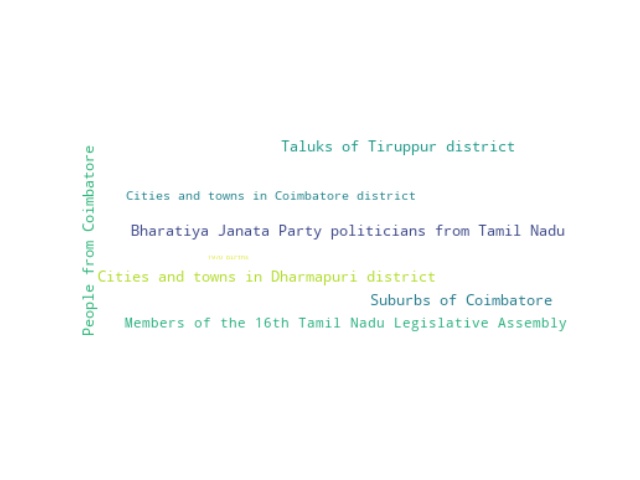 Taluks of Tiruppur district
People from Coimbatore
Cities and towns in Coimbatore district
Bharatiya Janata Party politicians from Tamil Nadu
Cities and towns in Dharmapuri district
Suburbs of Coimbatore
Members of the 16th Tamil Nadu Legislative Assembly